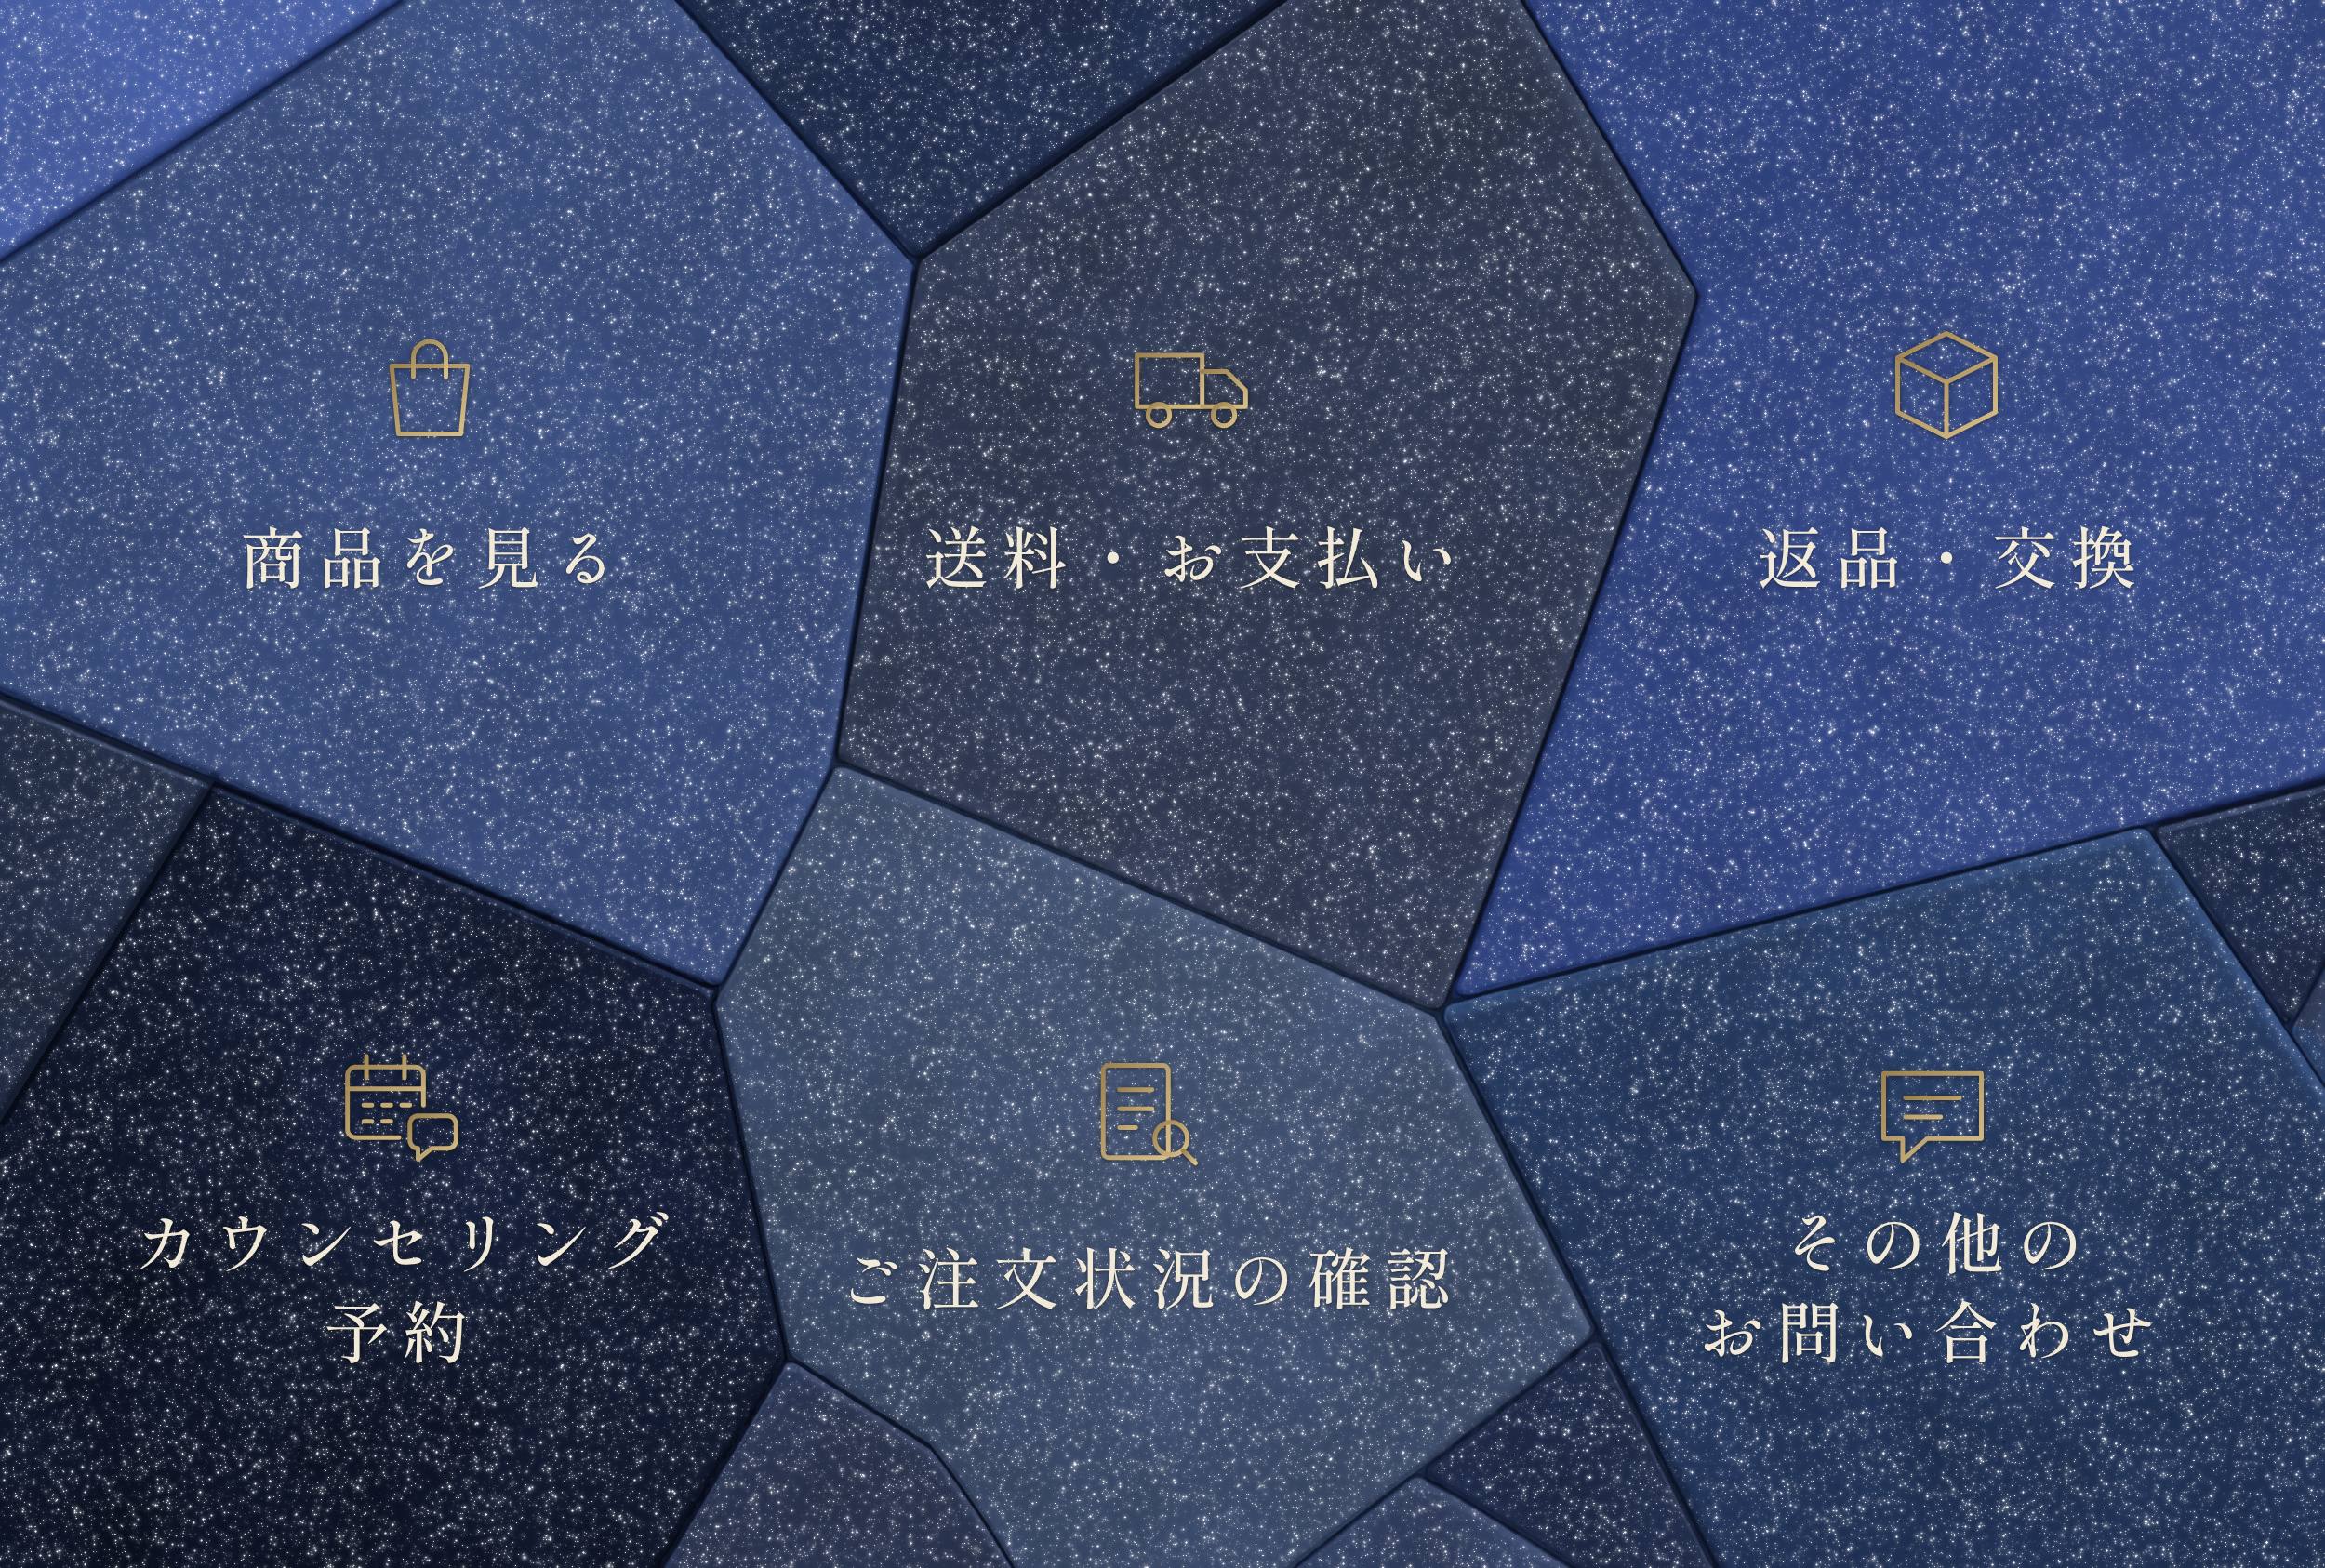 商品を見る
送料・お支払い
返品・交換
カウンセリング
予約
ご注文状況の確認
その他の
お問い合わせ